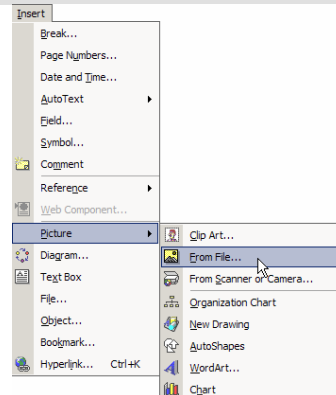 Insert
Break...
Page Numbers...
Date and Time...
AutoText
Field...
Symbol...
Comment
Reference
Web Component...
Picture
Diagram...
Text Box
File...
Object...
Bookmark...
Hyperlink... Ctrl+K
Clip Art...
From File...
From Scanner or Camera...
Organization Chart
New Drawing
AutoShapes
WordArt...
Chart